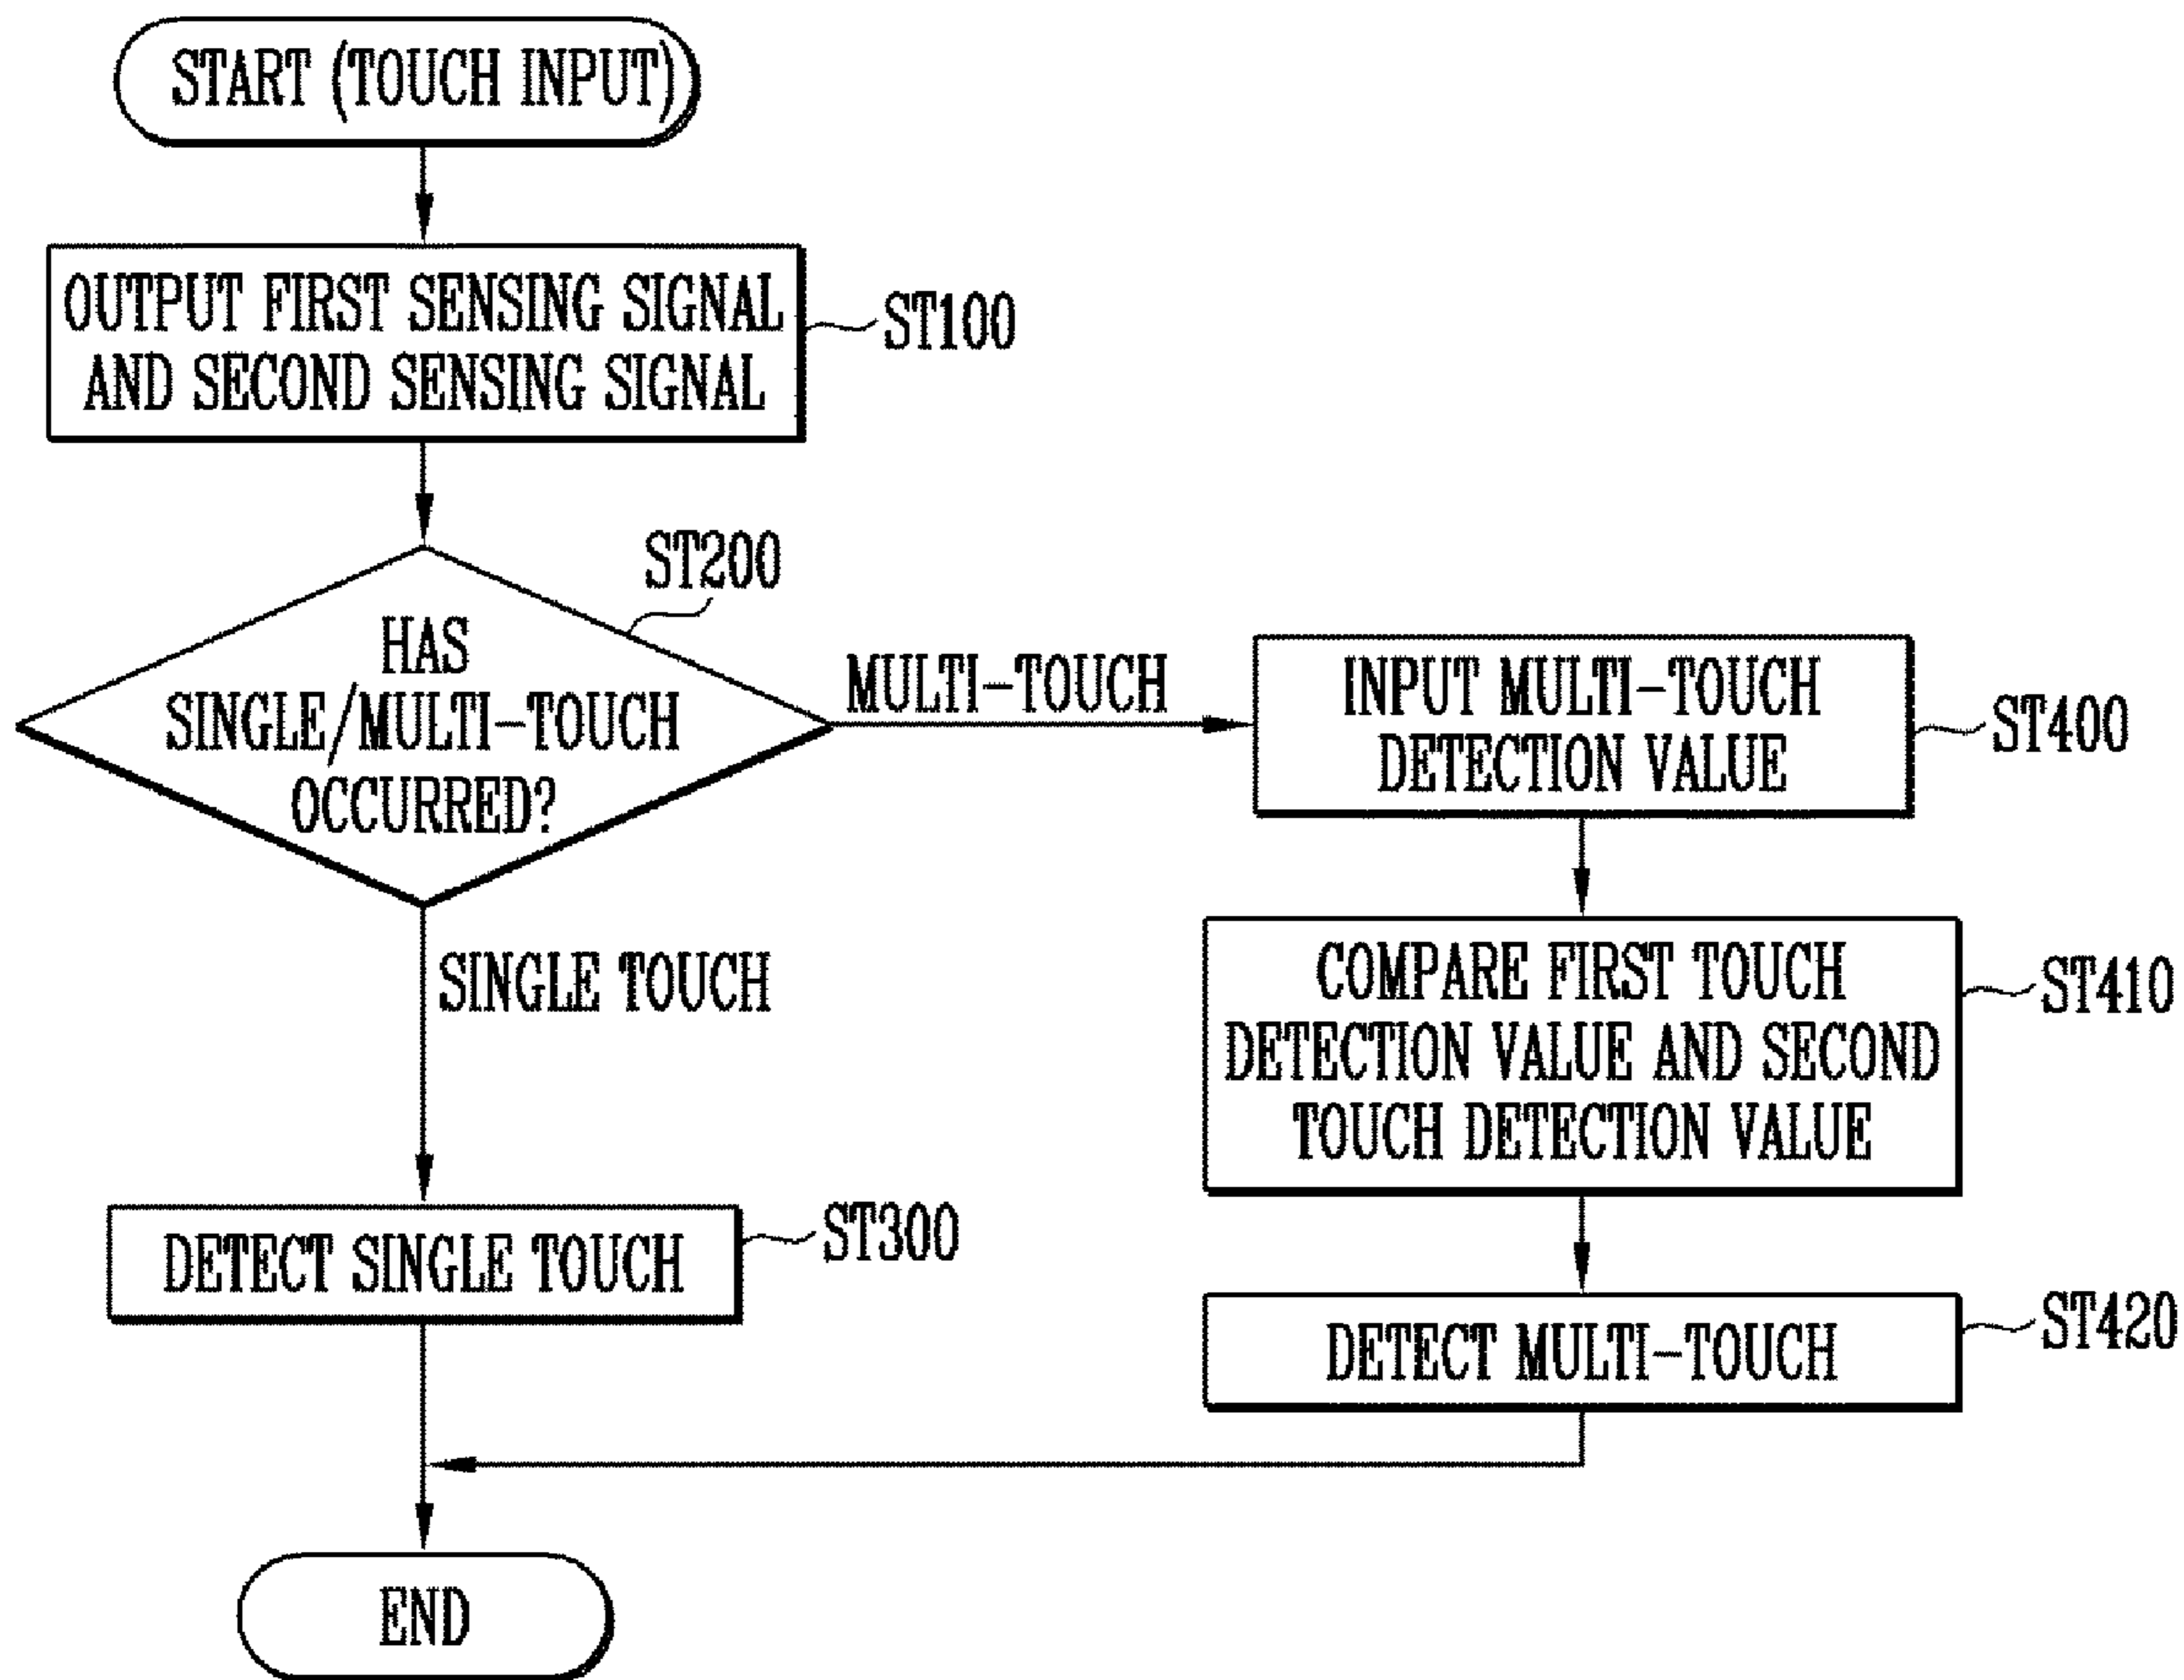 START (TOUCH INPUT)
OUTPUT FIRST SENSING SIGNAL
AND SECOND SENSING SIGNAL
ST100
ST200
HAS
SINGLE/MULTI-TOUCH
OCCURRED?
MULTI-TOUCH
INPUT MULTI-TOUCH
DETECTION VALUE
ST400
SINGLE TOUCH
COMPARE FIRST TOUCH
DETECTION VALUE AND SECOND
TOUCH DETECTION VALUE
ST410
DETECT SINGLE TOUCH
ST300
DETECT MULTI-TOUCH
ST420
END